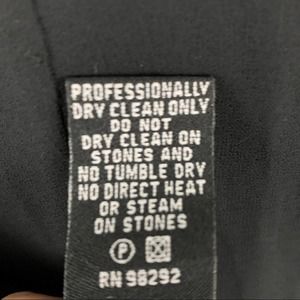 PROFESSIONALLY
DRY CLEAN ONLY
DO NOT
DRY CLEAN ON
STONES AND
NO TUMBLE DRY
NO DIRECT HEAT
OR STEAM
ON STONES
P
RN 98292